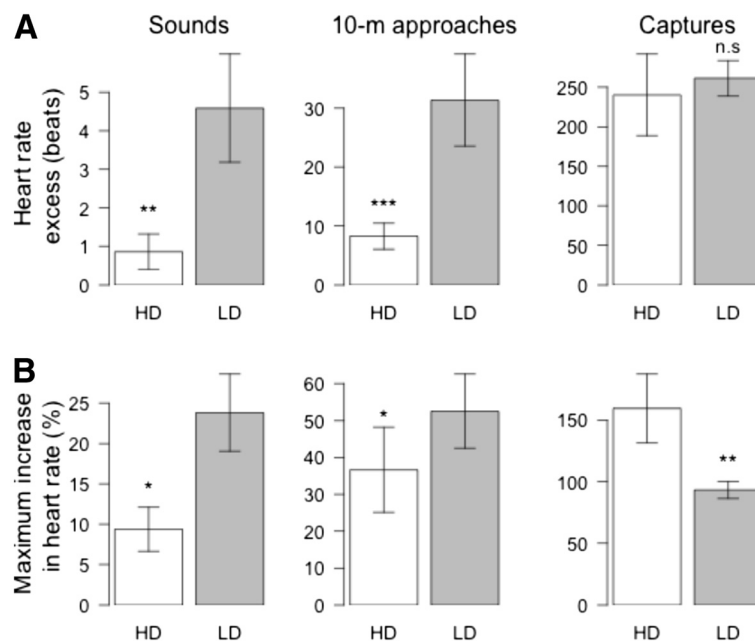 A
Sounds
10-m approaches
Captures
Heart rate
excess (beats)
5
4
3
2
1
0
**
HD
LD
30
20
10
0
***
HD
LD
250
200
150
100
50
0
n.s
HD
LD
B
Maximum increase
in heart rate (%)
25
20
15
10
5
0
*
HD
LD
60
50
40
30
20
10
0
*
HD
LD
150
100
50
0
**
HD
LD